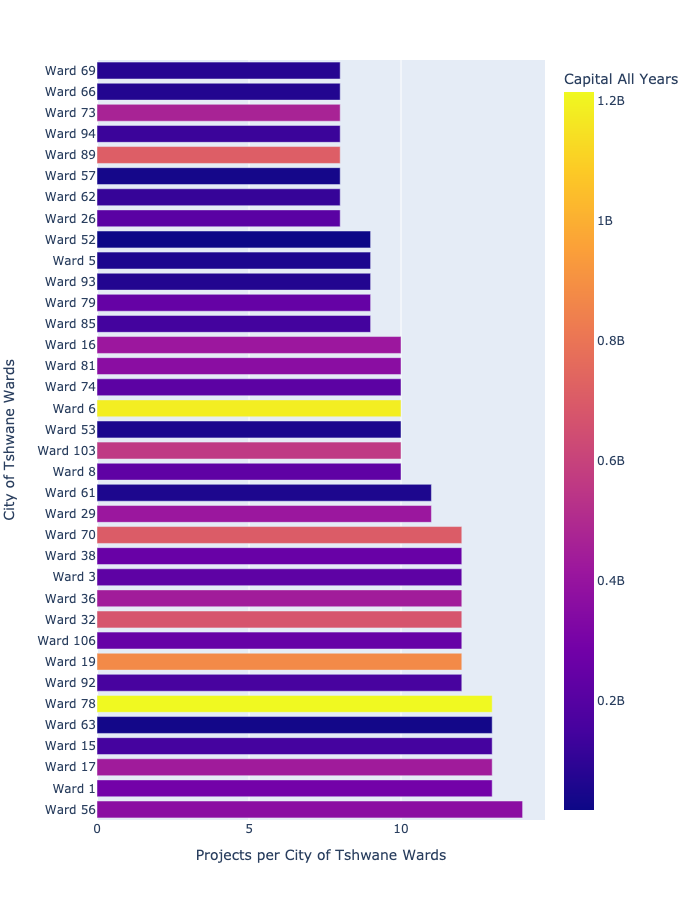 Capital All Years
Ward 69
Ward 66
Ward 73
Ward 94
Ward 89
Ward 57
Ward 62
Ward 26
Ward 52
Ward 5
Ward 93
Ward 79
Ward 85
Ward 16
Ward 81
Ward 74
Ward 6
Ward 53
Ward 103
Ward 8
Ward 61
Ward 29
Ward 70
Ward 38
Ward 3
Ward 36
Ward 32
Ward 106
Ward 19
Ward 92
Ward 78
Ward 63
Ward 15
Ward 17
Ward 1
Ward 56
City of Tshwane Wards
0 5 10
Projects per City of Tshwane Wards
1.2B
1B
0.8B
0.6B
0.4B
0.2B